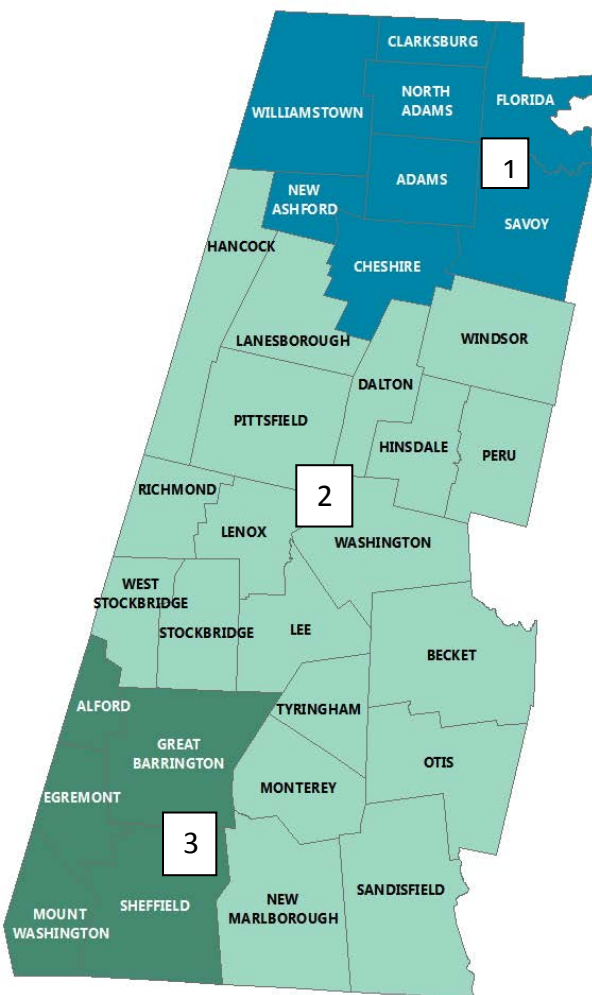 CLARKSBURG
NORTH
ADAMS
FLORIDA
WILLIAMSTOWN
1
ADAMS
NEW
ASHFORD
SAVOY
HANCOCK
CHESHIRE
LANESBOROUGH
WINDSOR
DALTON
PITTSFIELD
HINSDALE
PERU
RICHMOND
2
LENOX
WASHINGTON
WEST
STOCKBRIDGE
STOCKBRIDGE
LEE
BECKET
ALFORD
TYRINGHAM
GREAT
BARRINGTON
OTIS
MONTEREY
EGREMONT
3
SANDISFIELD
NEW
MARLBOROUGH
SHEFFIELD
MOUNT
WASHINGTON